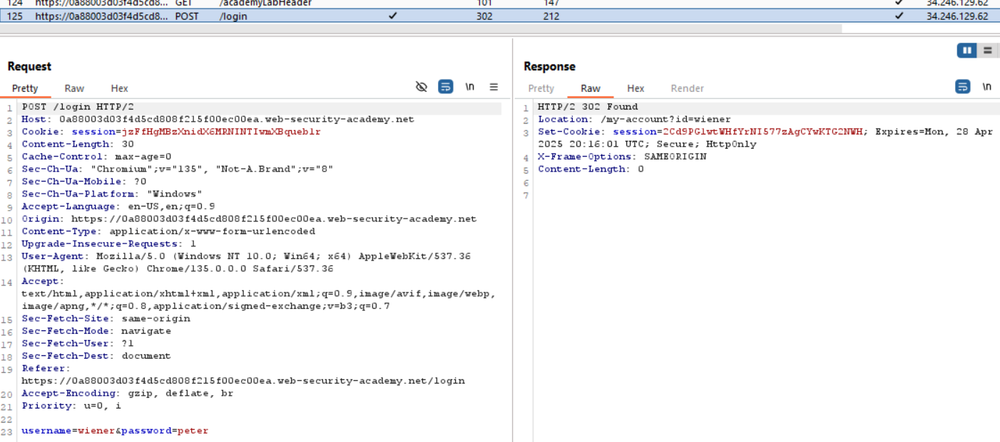 124 https://0a88003d03f4d5cd8... GET /academyLabHeader 101 147 ✓ 34.246.129.62
125 https://0a88003d03f4d5cd8... POST /login ✓ 302 212 ✓ 34.246.129.62
Request
Pretty Raw Hex \n
1 POST /login HTTP/2
2 Host: 0a88003d03f4d5cd808f215f00ec00ea.web-security-academy.net
3 Cookie: session=jzFfHgMBzXnidX6MRNINTIwmXBqueblr
4 Content-Length: 30
5 Cache-Control: max-age=0
6 Sec-Ch-Ua: "Chromium";v="135", "Not-A.Brand";v="8"
7 Sec-Ch-Ua-Mobile: ?0
8 Sec-Ch-Ua-Platform: "Windows"
9 Accept-Language: en-US,en;q=0.9
10 Origin: https://0a88003d03f4d5cd808f215f00ec00ea.web-security-academy.net
11 Content-Type: application/x-www-form-urlencoded
12 Upgrade-Insecure-Requests: 1
13 User-Agent: Mozilla/5.0 (Windows NT 10.0; Win64; x64) AppleWebKit/537.36
(KHTML, like Gecko) Chrome/135.0.0.0 Safari/537.36
14 Accept:
text/html,application/xhtml+xml,application/xml;q=0.9,image/avif,image/webp,
image/apng,*/*;q=0.8,application/signed-exchange;v=b3;q=0.7
15 Sec-Fetch-Site: same-origin
16 Sec-Fetch-Mode: navigate
17 Sec-Fetch-User: ?1
18 Sec-Fetch-Dest: document
19 Referer:
https://0a88003d03f4d5cd808f215f00ec00ea.web-security-academy.net/login
20 Accept-Encoding: gzip, deflate, br
21 Priority: u=0, i
22
23 username=wiener&password=peter
Response
Pretty Raw Hex Render \n
1 HTTP/2 302 Found
2 Location: /my-account?id=wiener
3 Set-Cookie: session=2Cd9PGlwtWHfYrNI577zAgCYwKTG2NWH; Expires=Mon, 28 Apr
2025 20:16:01 UTC; Secure; HttpOnly
4 X-Frame-Options: SAMEORIGIN
5 Content-Length: 0
6
7